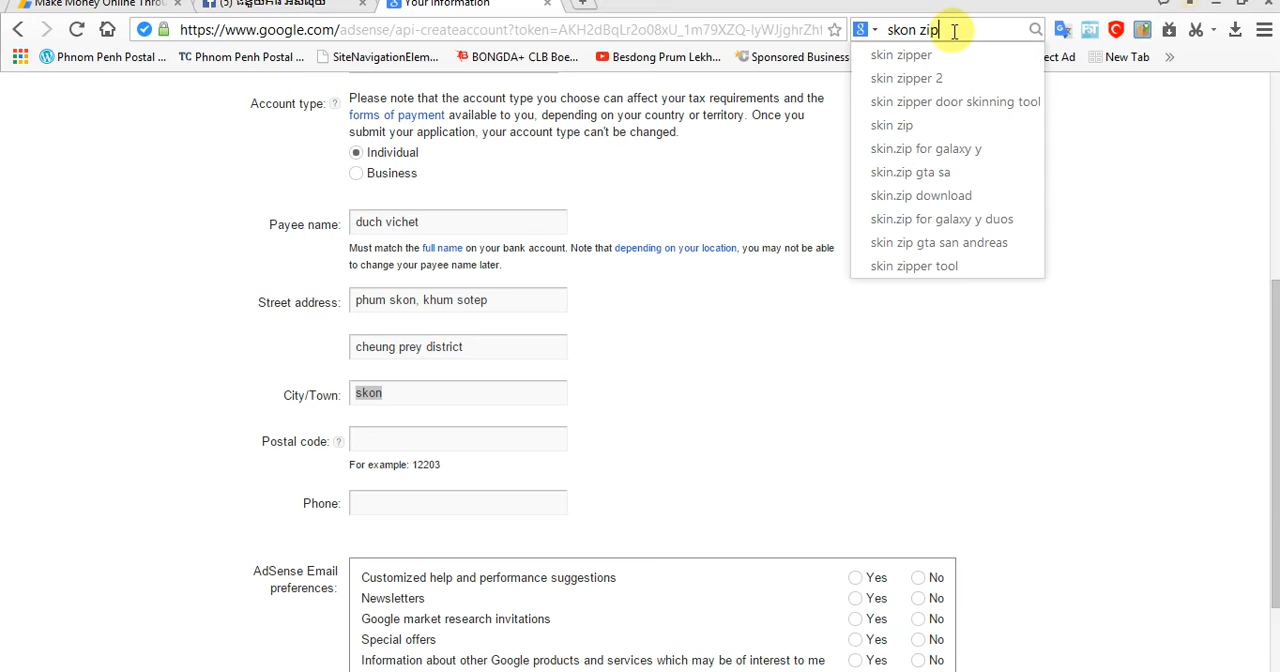 Make Money Online Throu
(5)
Your information
https://www.google.com/adsense/api-createaccount?token=AKH2dBqLr2o08xU_1m79XZQ-IyWJjghrZhf
skon zip
Phnom Penh Postal ...
TC Phnom Penh Postal ...
SiteNavigationElem...
BONGDA+ CLB Boe...
Besdong Prum Lekh...
Sponsored Business
ect Ad
New Tab
»
skin zipper
skin zipper 2
skin zipper door skinning tool
skin zip
skin.zip for galaxy y
skin.zip gta sa
skin.zip download
skin.zip for galaxy y duos
skin zip gta san andreas
skin zipper tool
Account type: ?
Please note that the account type you choose can affect your tax requirements and the
forms of payment available to you, depending on your country or territory. Once you
submit your application, your account type can't be changed.
Individual
Business
Payee name: duch vichet
Must match the full name on your bank account. Note that depending on your location, you may not be able
to change your payee name later.
Street address: phum skon, khum sotep
cheung prey district
City/Town: skon
Postal code: ?
For example: 12203
Phone:
AdSense Email
preferences:
Customized help and performance suggestions Yes No
Newsletters Yes No
Google market research invitations Yes No
Special offers Yes No
Information about other Google products and services which may be of interest to me Yes No